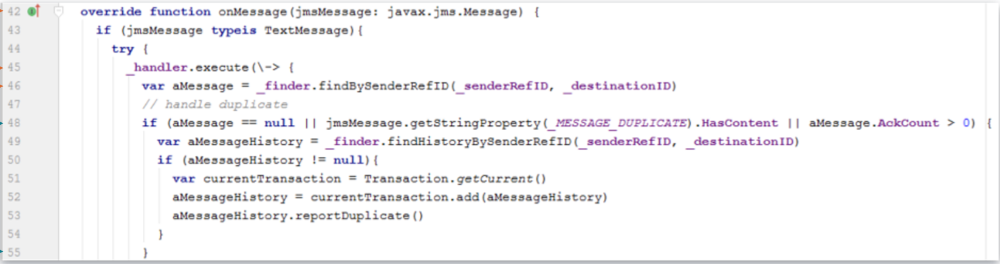 42 override function onMessage(jmsMessage: javax.jms.Message) {
43 if (jmsMessage typeis TextMessage){
44 try {
45 _handler.execute(\-> {
46 var aMessage = _finder.findBySenderRefID(_senderRefID, _destinationID)
47 // handle duplicate
48 if (aMessage == null || jmsMessage.getStringProperty(_MESSAGE_DUPLICATE).HasContent || aMessage.AckCount > 0) {
49 var aMessageHistory = _finder.findHistoryBySenderRefID(_senderRefID, _destinationID)
50 if (aMessageHistory != null){
51 var currentTransaction = Transaction.getCurrent()
52 aMessageHistory = currentTransaction.add(aMessageHistory)
53 aMessageHistory.reportDuplicate()
54 }
55 }